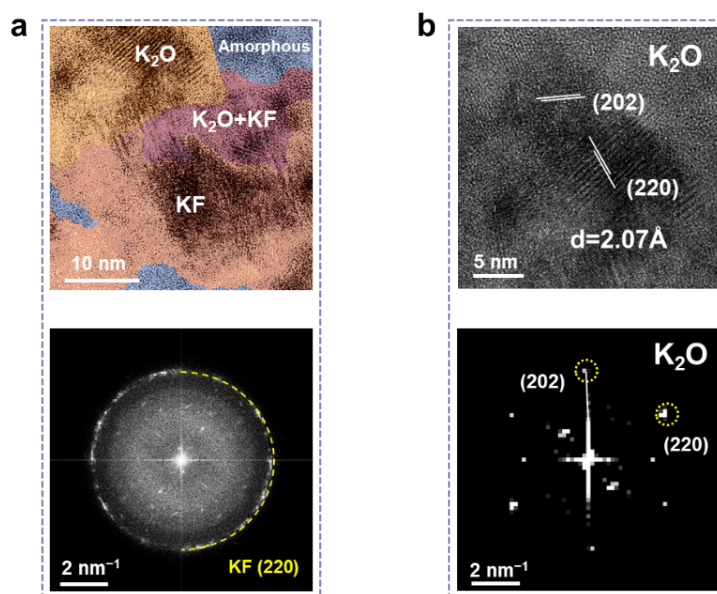 a
K₂O
Amorphous
K₂O+KF
KF
10 nm
KF (220)
2 nm⁻¹
b
K₂O
(202)
(220)
d=2.07Å
5 nm
K₂O
(202)
(220)
2 nm⁻¹